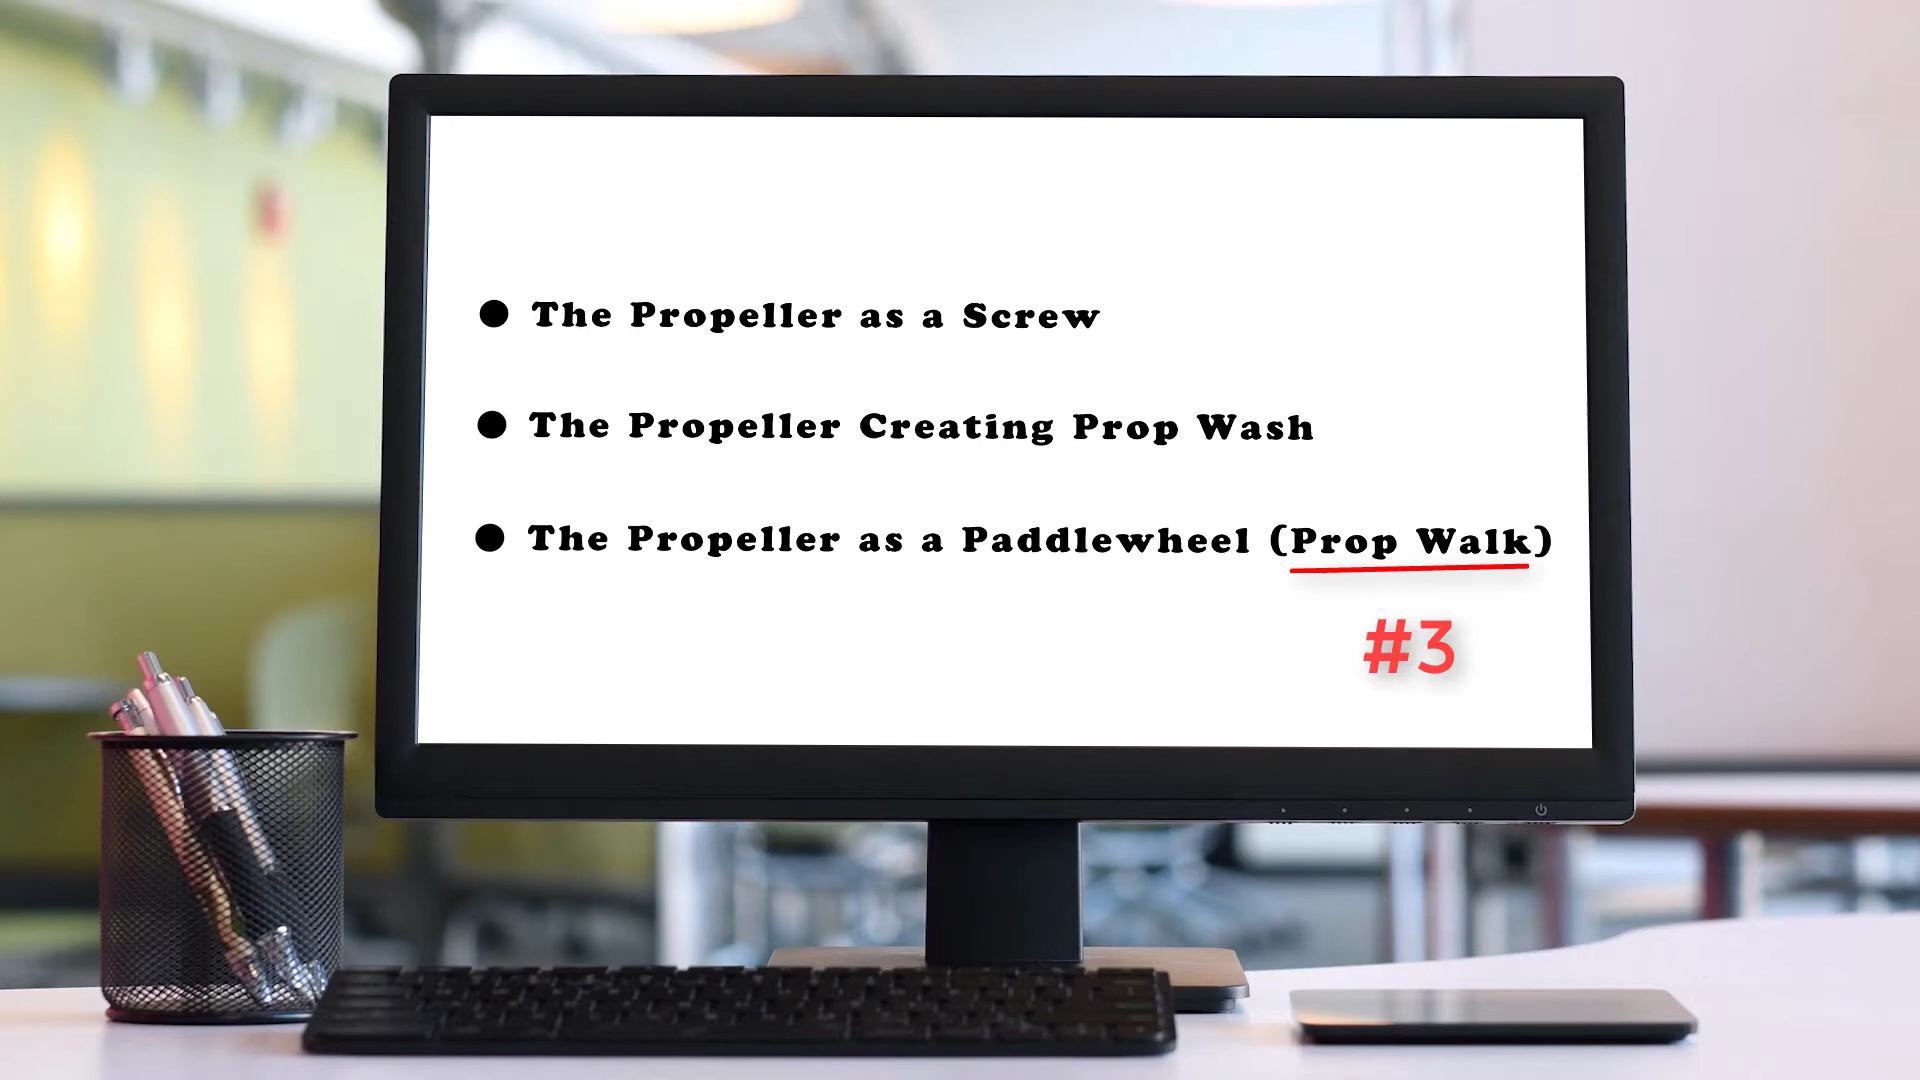 ● The Propeller as a Screw
● The Propeller Creating Prop Wash
● The Propeller as a Paddlewheel (Prop Walk)
#3